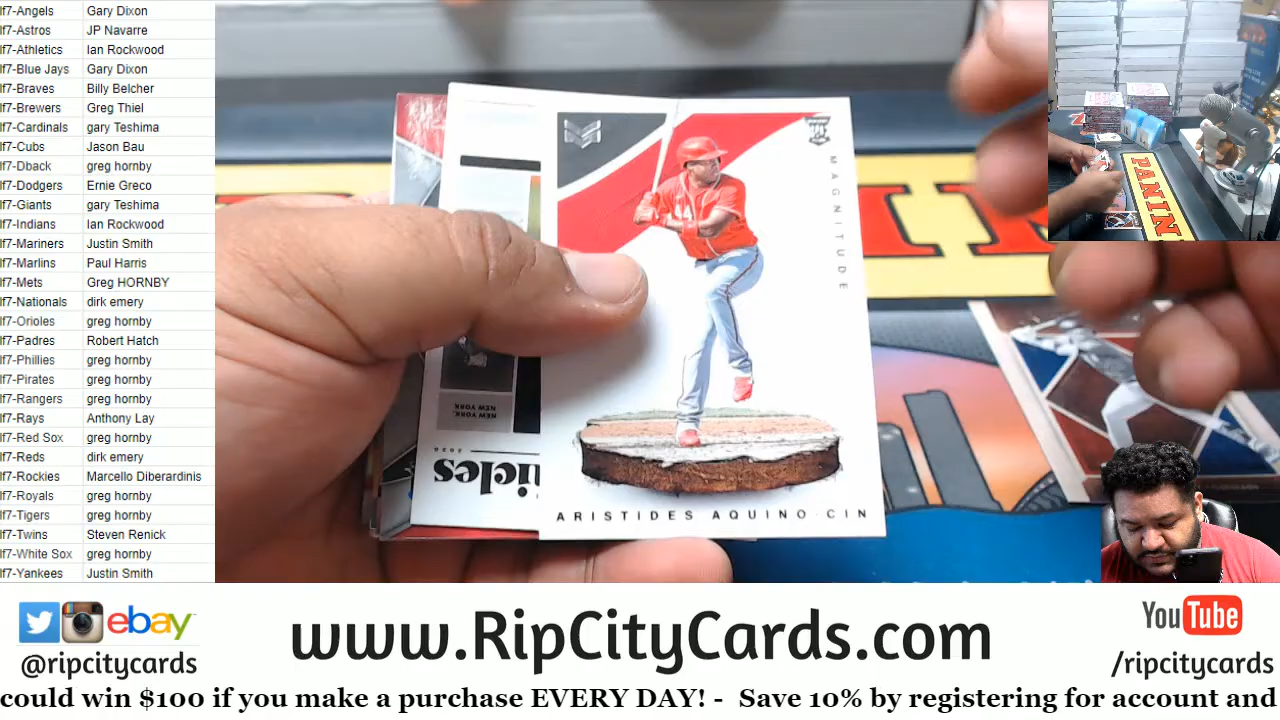 lf7-Angels Gary Dixon
lf7-Astros JP Navarre
lf7-Athletics Ian Rockwood
lf7-Blue Jays Gary Dixon
lf7-Braves Billy Belcher
lf7-Brewers Greg Thiel
lf7-Cardinals gary Teshima
lf7-Cubs Jason Bau
lf7-Dback greg hornby
lf7-Dodgers Ernie Greco
lf7-Giants gary Teshima
lf7-Indians Ian Rockwood
lf7-Mariners Justin Smith
lf7-Marlins Paul Harris
lf7-Mets Greg HORNBY
lf7-Nationals dirk emery
lf7-Orioles greg hornby
lf7-Padres Robert Hatch
lf7-Phillies greg hornby
lf7-Pirates greg hornby
lf7-Rangers greg hornby
lf7-Rays Anthony Lay
lf7-Red Sox greg hornby
lf7-Reds dirk emery
lf7-Rockies Marcello Diberardinis
lf7-Royals greg hornby
lf7-Tigers greg hornby
lf7-Twins Steven Renick
lf7-White Sox greg hornby
lf7-Yankees Justin Smith
MAGNITUDE
44
NEW YORK,
NEW YORK
2020
icles
ARISTIDES AQUINO · CIN
PANINI
ebay
@ripcitycards
www.RipCityCards.com
YouTube
/ripcitycards
could win $100 if you make a purchase EVERY DAY! - Save 10% by registering for account and